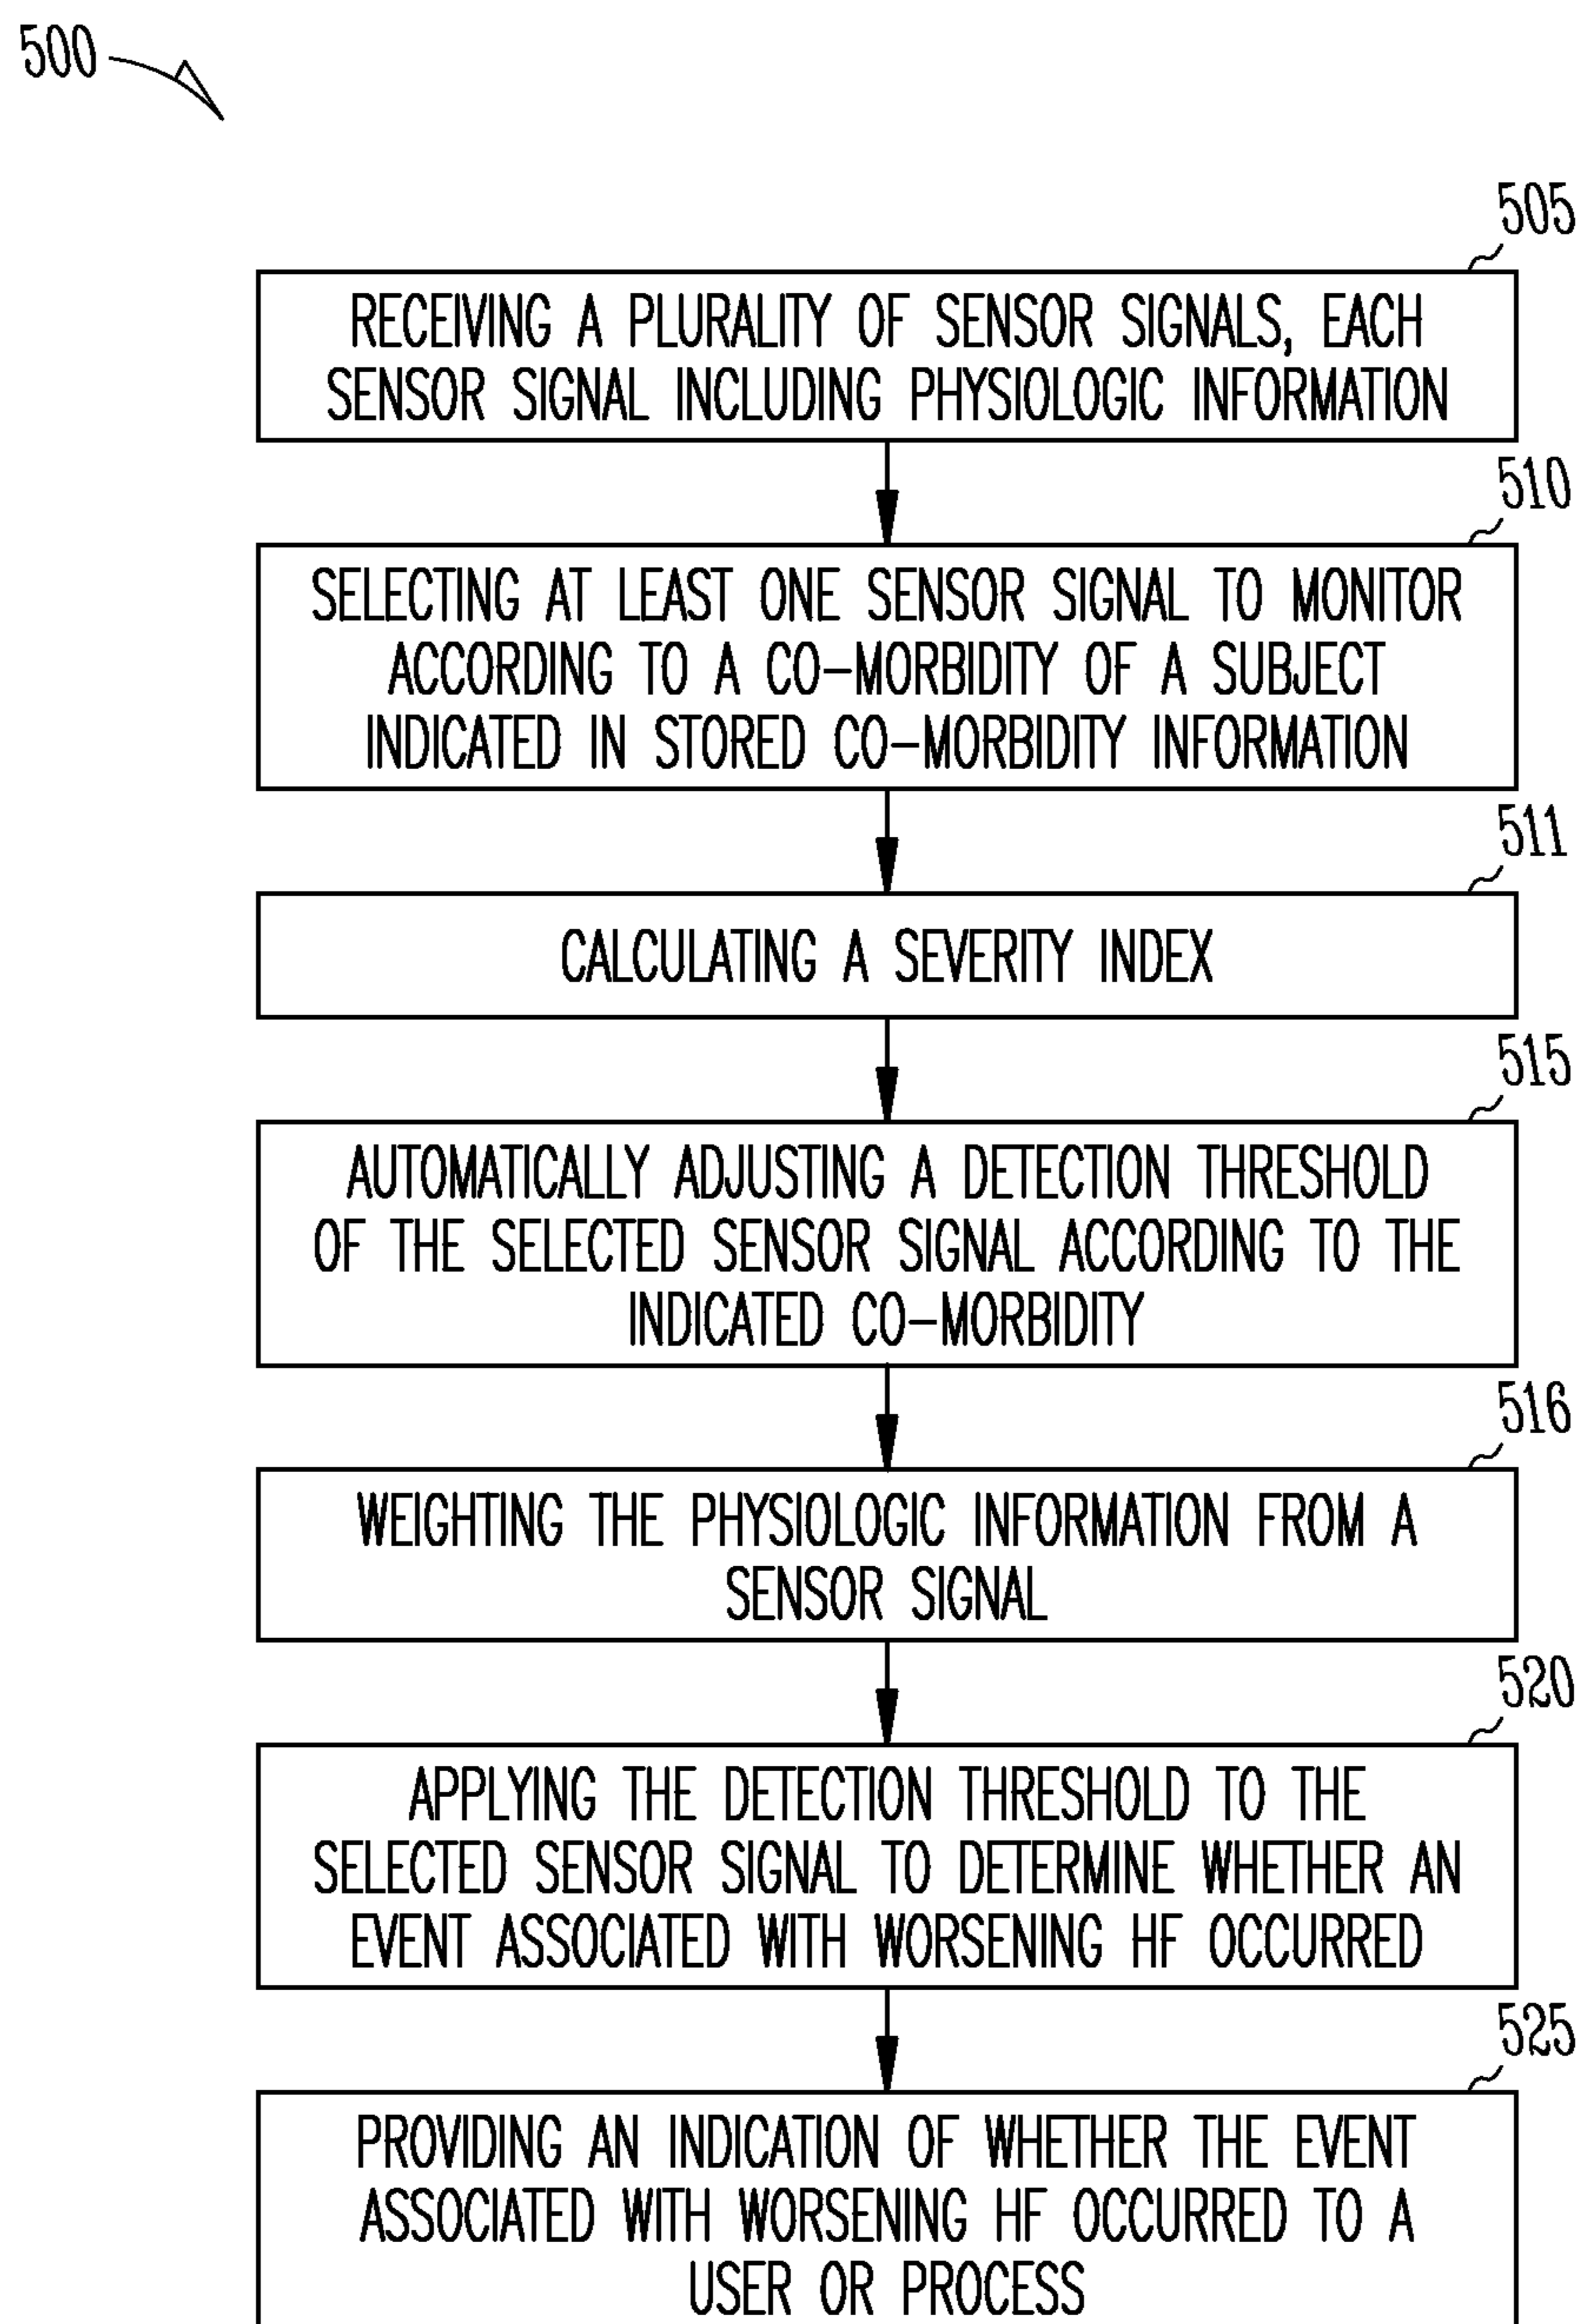 500
505
RECEIVING A PLURALITY OF SENSOR SIGNALS, EACH
SENSOR SIGNAL INCLUDING PHYSIOLOGIC INFORMATION
510
SELECTING AT LEAST ONE SENSOR SIGNAL TO MONITOR
ACCORDING TO A CO-MORBIDITY OF A SUBJECT
INDICATED IN STORED CO-MORBIDITY INFORMATION
511
CALCULATING A SEVERITY INDEX
515
AUTOMATICALLY ADJUSTING A DETECTION THRESHOLD
OF THE SELECTED SENSOR SIGNAL ACCORDING TO THE
INDICATED CO-MORBIDITY
516
WEIGHTING THE PHYSIOLOGIC INFORMATION FROM A
SENSOR SIGNAL
520
APPLYING THE DETECTION THRESHOLD TO THE
SELECTED SENSOR SIGNAL TO DETERMINE WHETHER AN
EVENT ASSOCIATED WITH WORSENING HF OCCURRED
525
PROVIDING AN INDICATION OF WHETHER THE EVENT
ASSOCIATED WITH WORSENING HF OCCURRED TO A
USER OR PROCESS